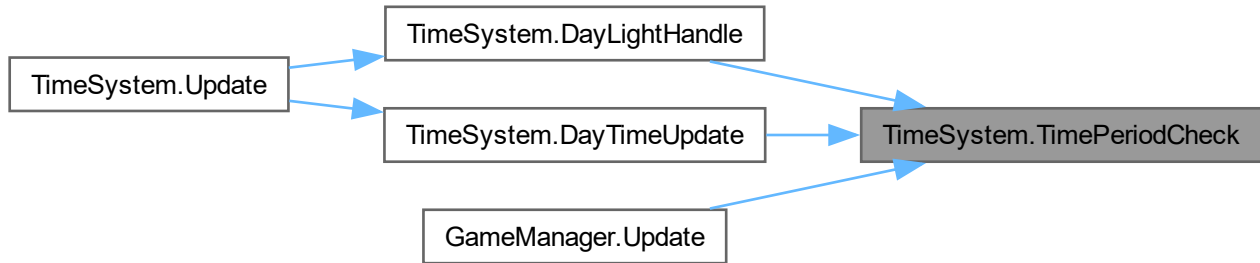 TimeSystem.DayLightHandle
TimeSystem.Update
TimeSystem.DayTimeUpdate
TimeSystem.TimePeriodCheck
GameManager.Update